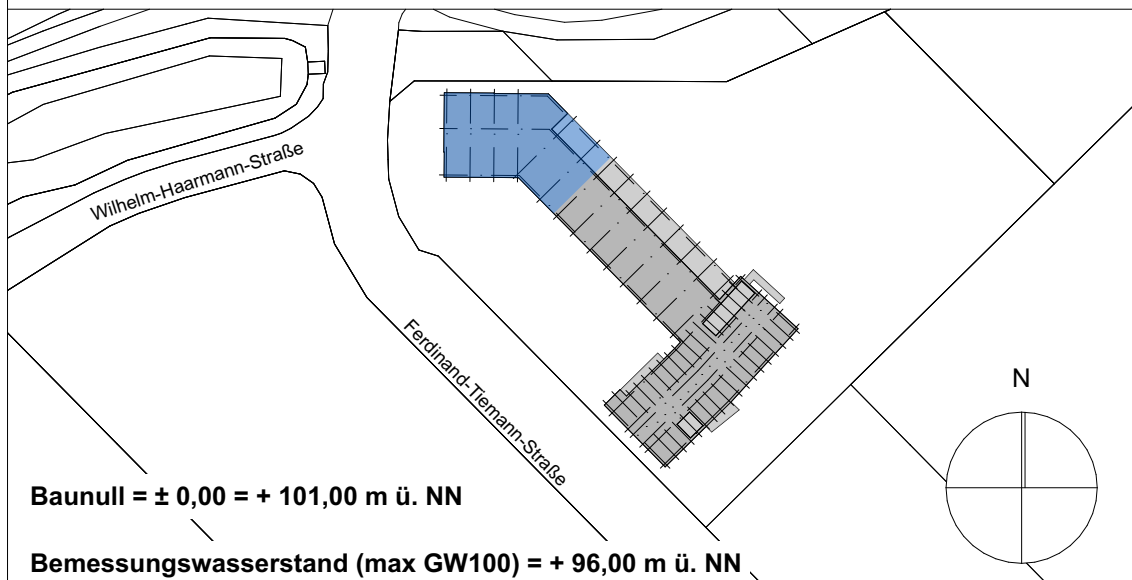 Wilhelm-Haarmann-Straße
Ferdinand-Tiemann-Straße
N
Baunull = ± 0,00 = + 101,00 m ü. NN
Bemessungswasserstand (max GW100) = + 96,00 m ü. NN